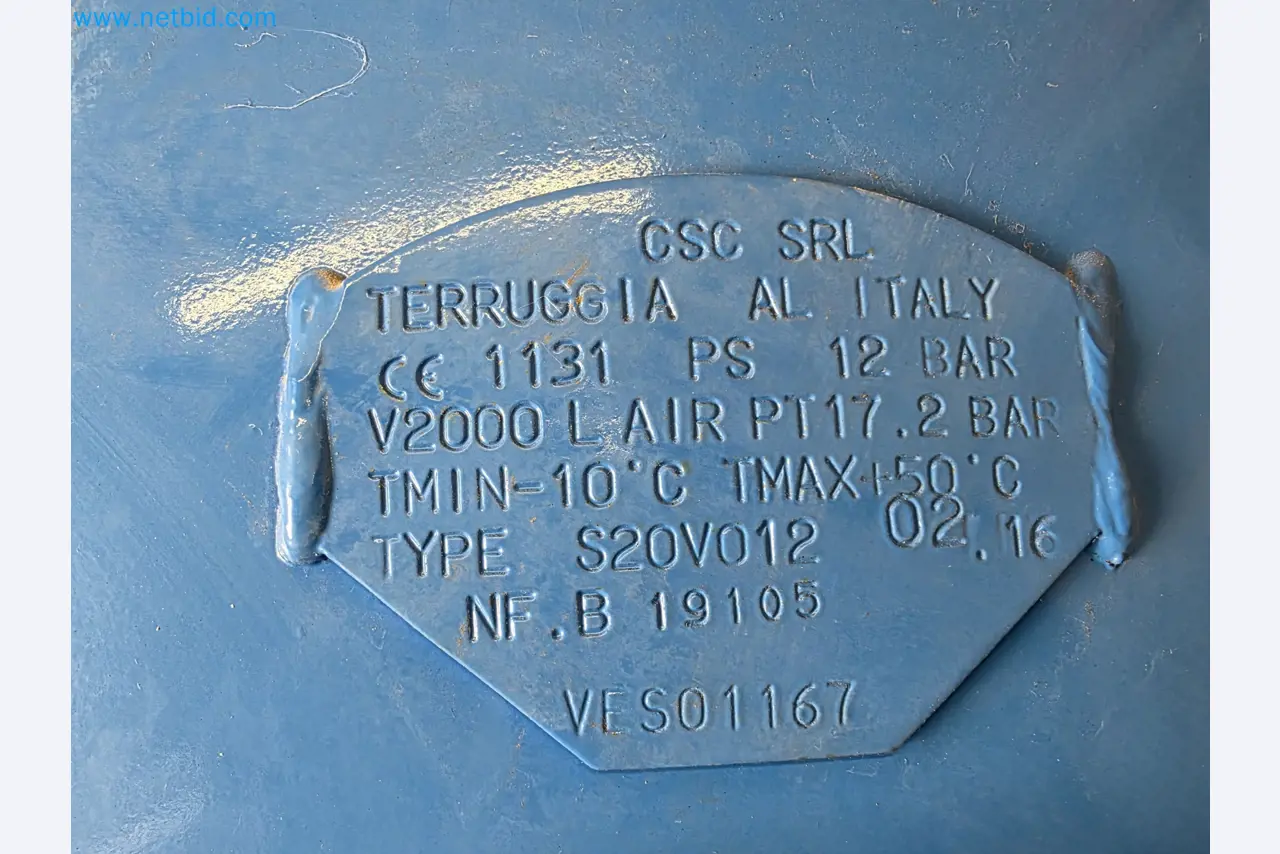 www.netbid.com
CSC SRL
TERRUGGIA AL ITALY
CE 1131 PS 12 BAR
V2000 L AIR PT17.2 BAR
TMIN-10°C TMAX+50°C
TYPE S20V012 02.16
NF.B 19105
VES01167